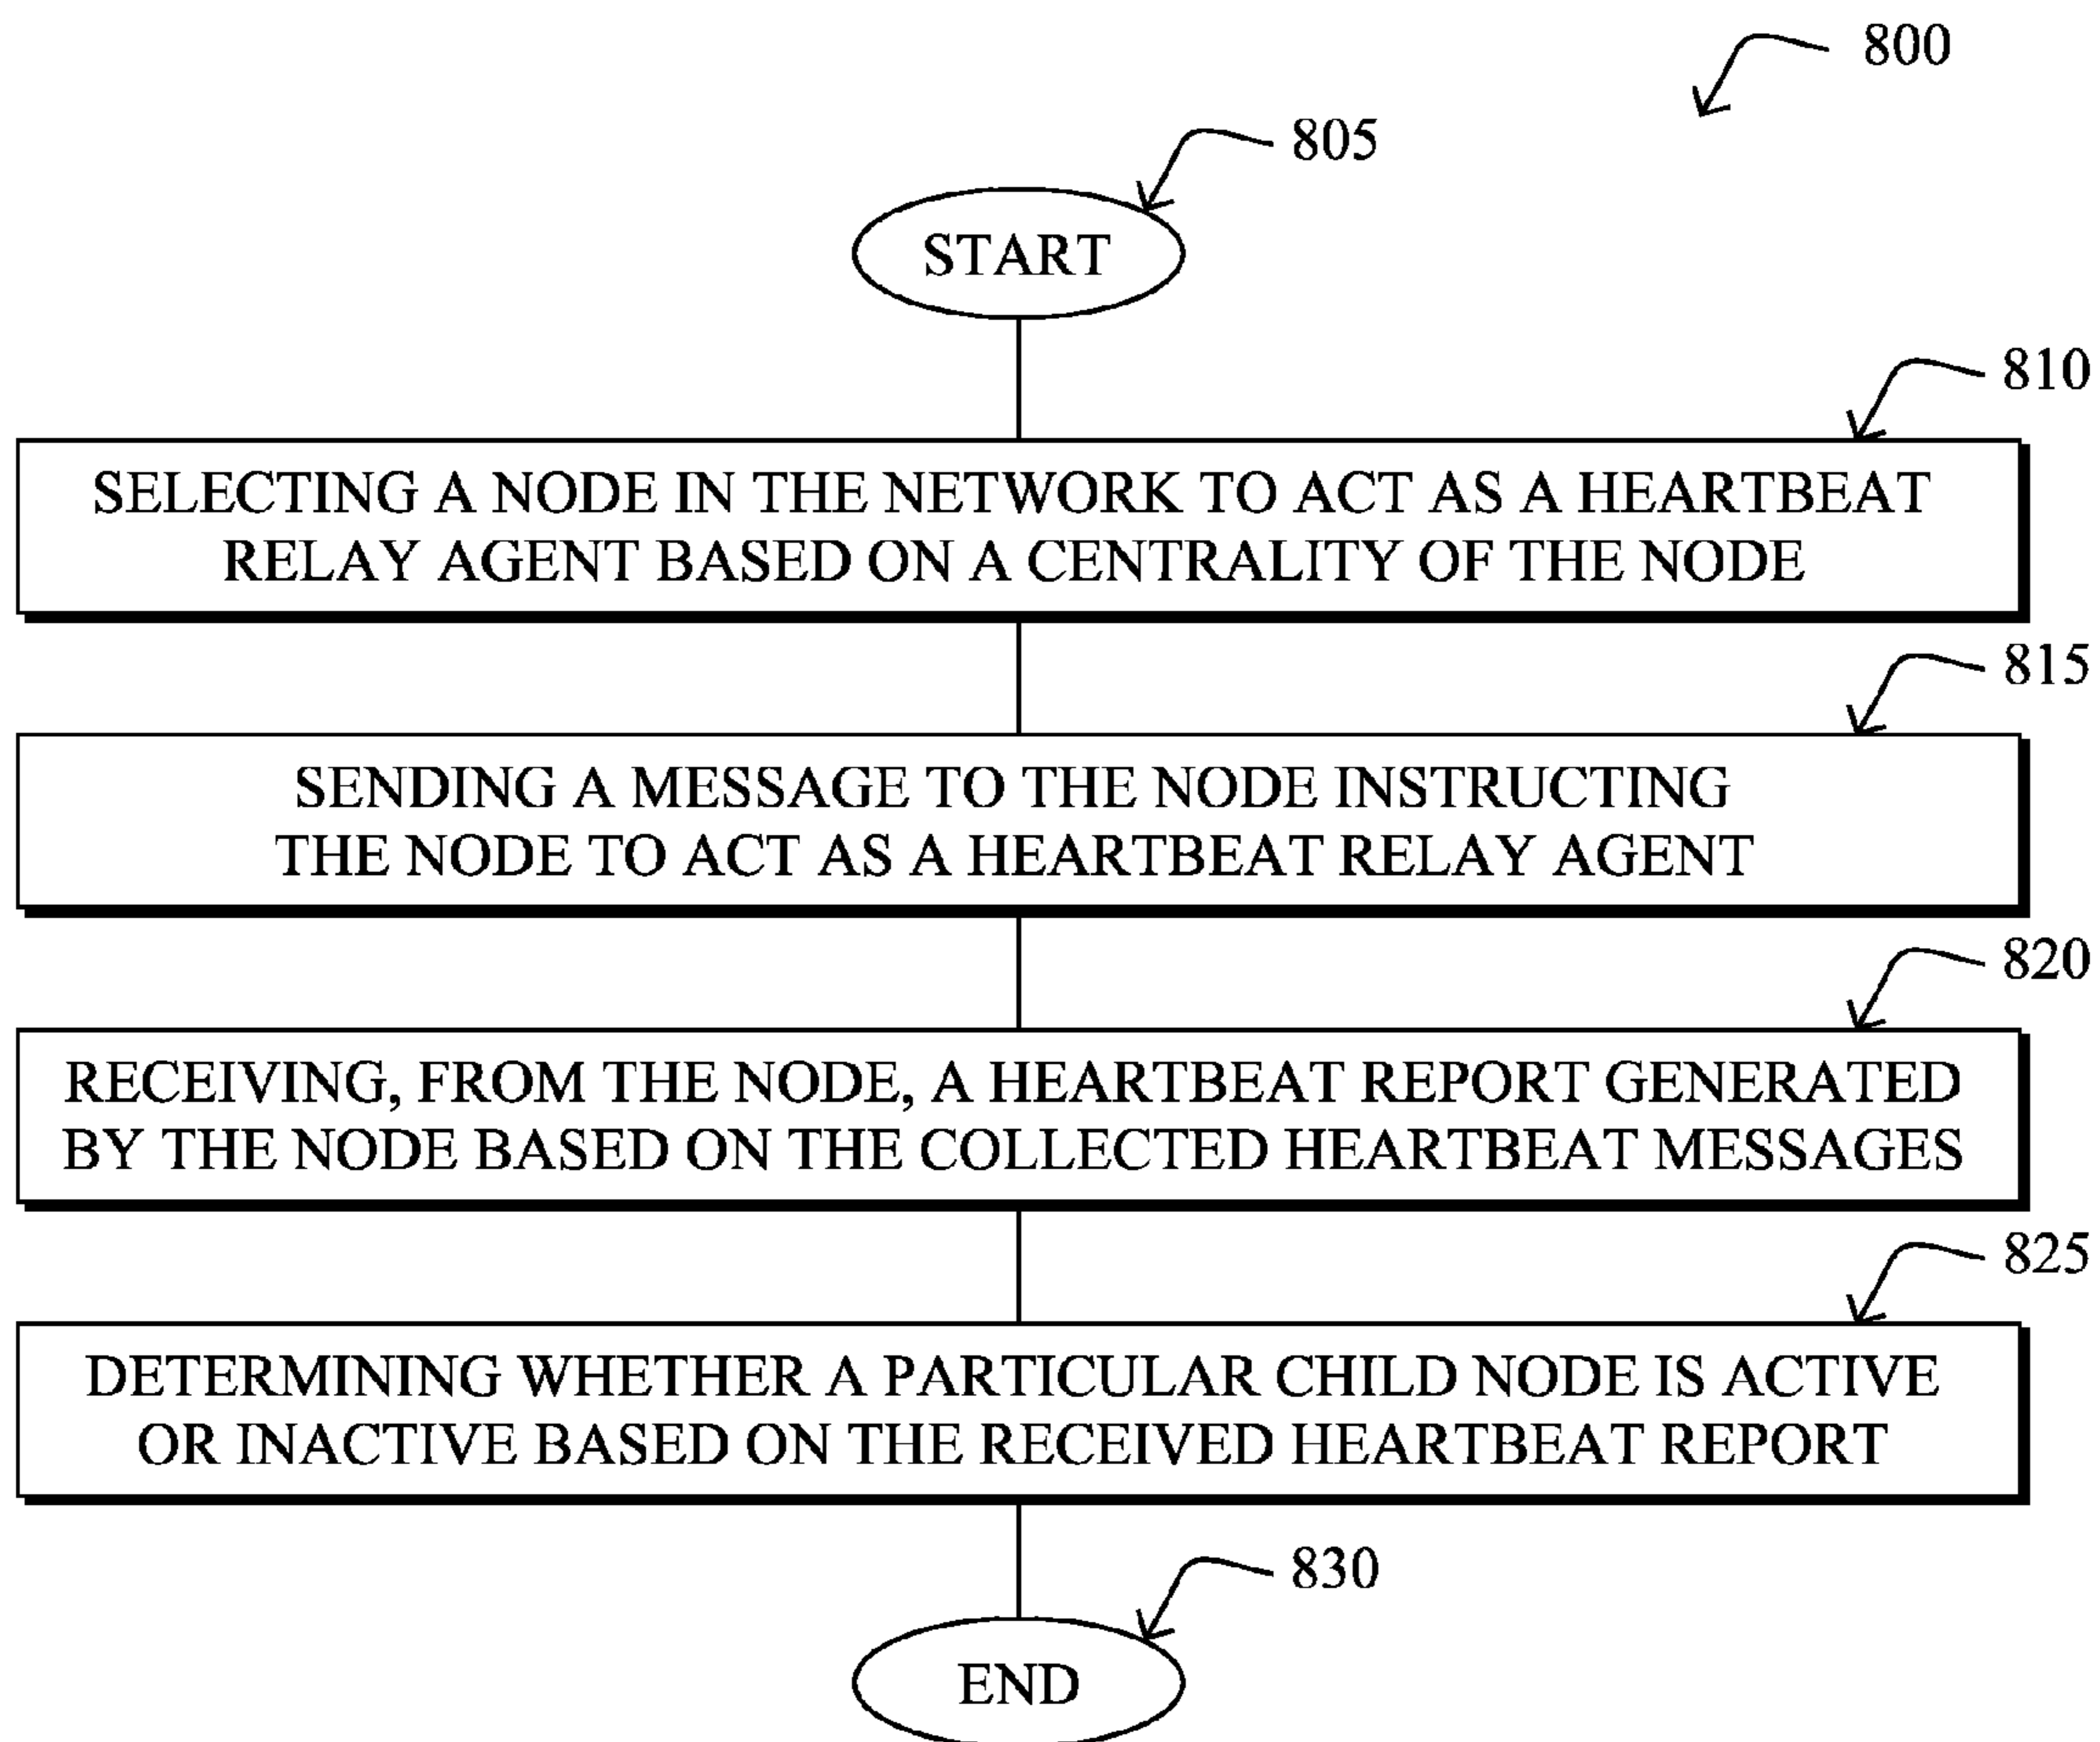 800
805
START
810
SELECTING A NODE IN THE NETWORK TO ACT AS A HEARTBEAT
RELAY AGENT BASED ON A CENTRALITY OF THE NODE
815
SENDING A MESSAGE TO THE NODE INSTRUCTING
THE NODE TO ACT AS A HEARTBEAT RELAY AGENT
820
RECEIVING, FROM THE NODE, A HEARTBEAT REPORT GENERATED
BY THE NODE BASED ON THE COLLECTED HEARTBEAT MESSAGES
825
DETERMINING WHETHER A PARTICULAR CHILD NODE IS ACTIVE
OR INACTIVE BASED ON THE RECEIVED HEARTBEAT REPORT
830
END